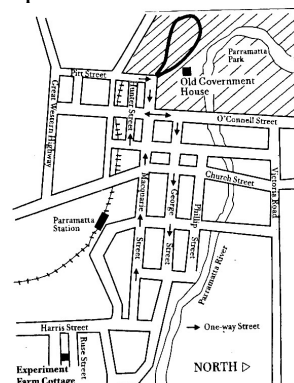 Parramatta
Park
Pitt Street
Old Government
House
Great Western Highway
Hunter Street
O'Connell Street
Church Street
Victoria Road
Macquarie
Street
George
Street
Phillip
Street
Parramatta
Station
Parramatta River
Harris Street
One-way Street
Ruse Street
Experiment
Farm Cottage
NORTH